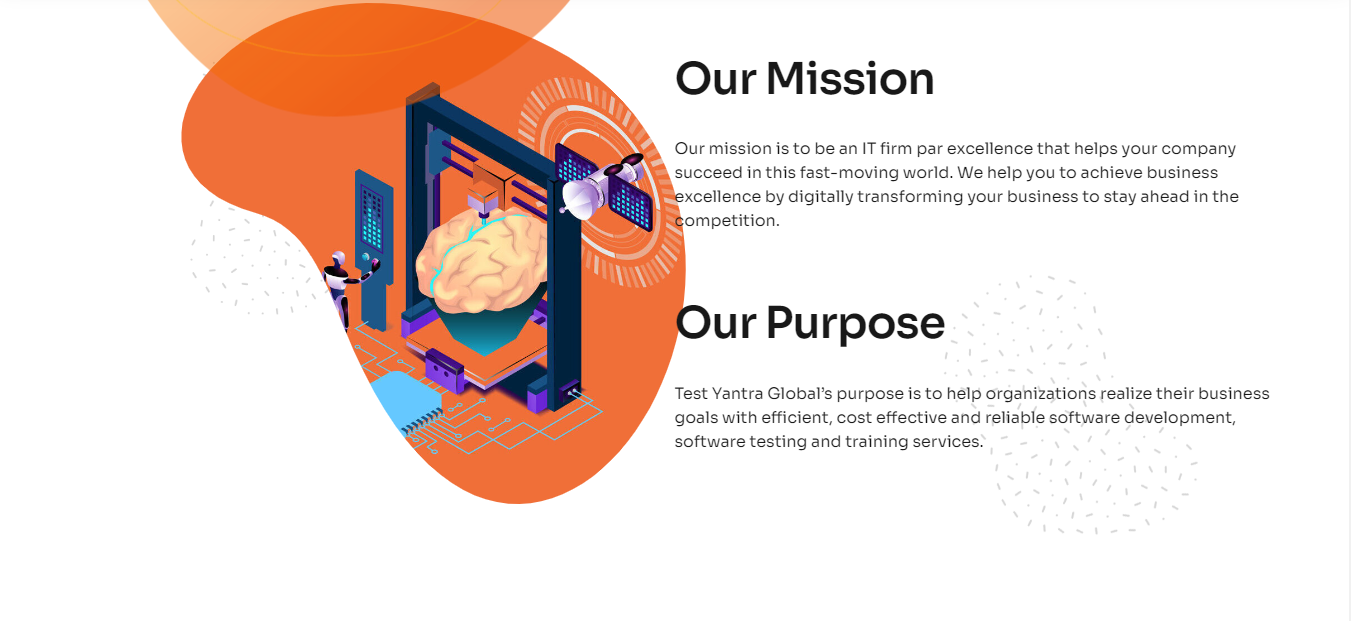 Our Mission
Our mission is to be an IT firm par excellence that helps your company
succeed in this fast-moving world. We help you to achieve business
excellence by digitally transforming your business to stay ahead in the
competition.
Our Purpose
Test Yantra Global’s purpose is to help organizations realize their business
goals with efficient, cost effective and reliable software development,
software testing and training services.